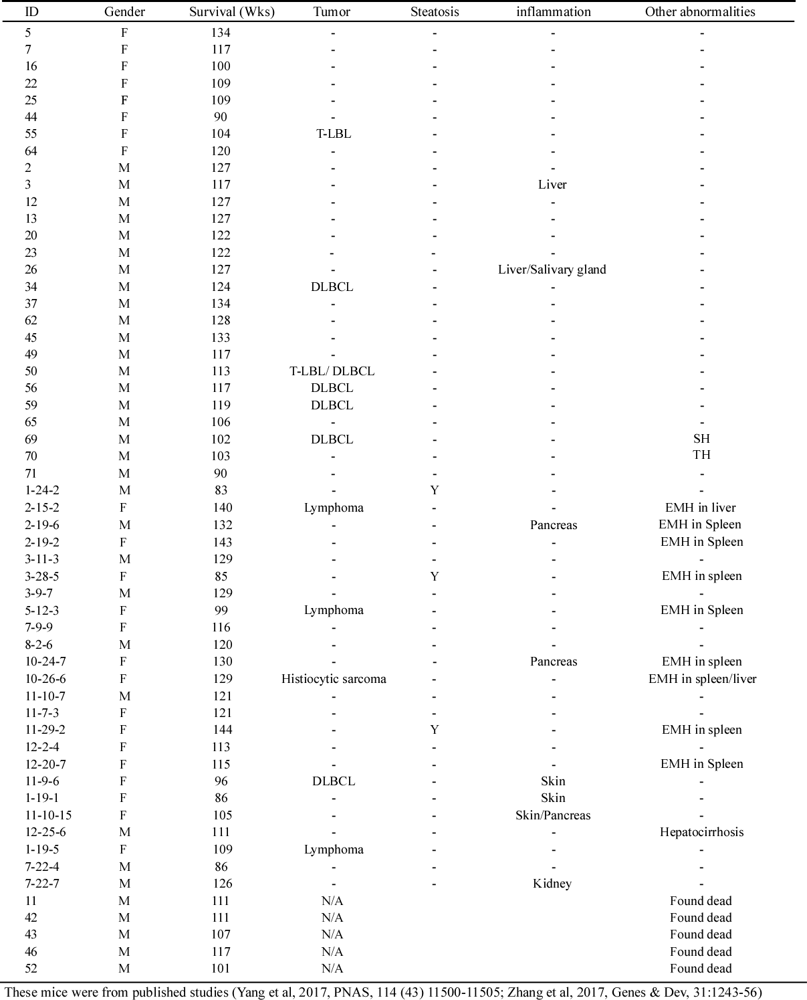 ID Gender Survival (Wks) Tumor Steatosis inflammation Other abnormalities
5 F 134 - - - -
7 F 117 - - - -
16 F 100 - - - -
22 F 109 - - - -
25 F 109 - - - -
44 F 90 - - - -
55 F 104 T-LBL - - -
64 F 120 - - - -
2 M 127 - - - -
3 M 117 - - Liver -
12 M 127 - - - -
13 M 127 - - - -
20 M 122 - - - -
23 M 122 - - - -
26 M 127 - - Liver/Salivary gland -
34 M 124 DLBCL - - -
37 M 134 - - - -
62 M 128 - - - -
45 M 133 - - - -
49 M 117 - - - -
50 M 113 T-LBL/ DLBCL - - -
56 M 117 DLBCL - - -
59 M 119 DLBCL - - -
65 M 106 - - - -
69 M 102 DLBCL - - SH
70 M 103 - - - TH
71 M 90 - - - -
1-24-2 M 83 - Y - -
2-15-2 F 140 Lymphoma - - EMH in liver
2-19-6 M 132 - - Pancreas EMH in Spleen
2-19-2 F 143 - - - EMH in Spleen
3-11-3 M 129 - - - -
3-28-5 F 85 - Y - EMH in spleen
3-9-7 M 129 - - - -
5-12-3 F 99 Lymphoma - - EMH in Spleen
7-9-9 F 116 - - - -
8-2-6 M 120 - - - -
10-24-7 F 130 - - Pancreas EMH in spleen
10-26-6 F 129 Histiocytic sarcoma - - EMH in spleen/liver
11-10-7 M 121 - - - -
11-7-3 F 121 - - - -
11-29-2 F 144 - Y - EMH in spleen
12-2-4 F 113 - - - -
12-20-7 F 115 - - - EMH in Spleen
11-9-6 F 96 DLBCL - Skin -
1-19-1 F 86 - - Skin -
11-10-15 F 105 - - Skin/Pancreas -
12-25-6 M 111 - - - Hepatocirrhosis
1-19-5 F 109 Lymphoma - - -
7-22-4 M 86 - - - -
7-22-7 M 126 - - Kidney -
11 M 111 N/A Found dead
42 M 111 N/A Found dead
43 M 107 N/A Found dead
46 M 117 N/A Found dead
52 M 101 N/A Found dead
These mice were from published studies (Yang et al, 2017, PNAS, 114 (43) 11500-11505; Zhang et al, 2017, Genes & Dev, 31:1243-56)